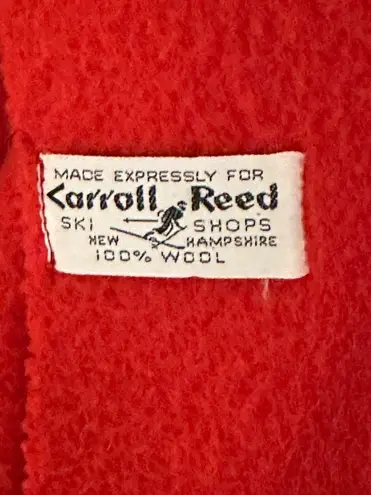 MADE EXPRESSLY FOR
Carroll Reed
SKI SHOPS
NEW HAMPSHIRE
100% WOOL